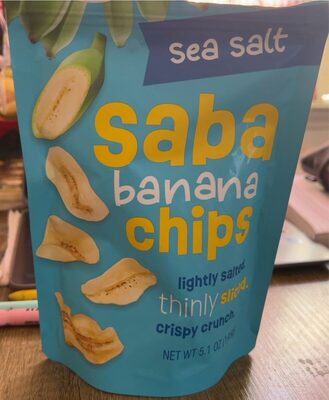 sea salt
saba
banana
chips
lightly salted.
thinly sliced.
crispy crunch.
NET WT 5.1 OZ